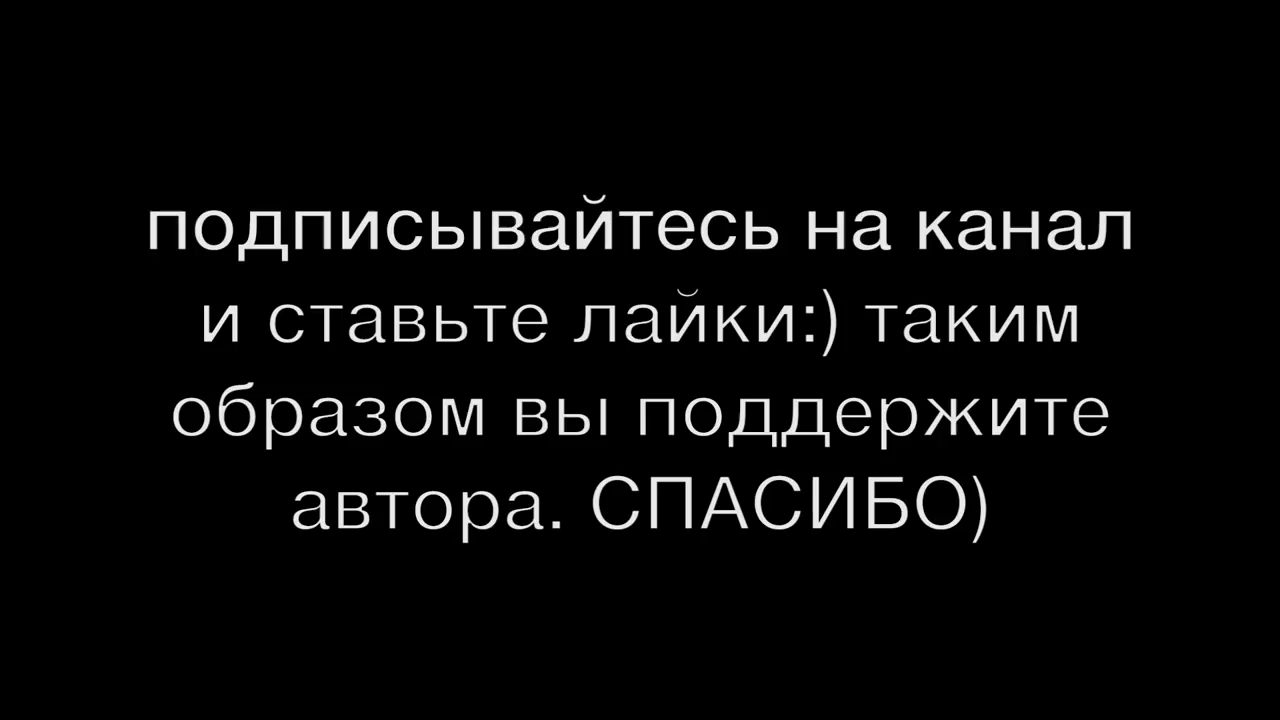 подписывайтесь на канал
и ставьте лайки:) таким
образом вы поддержите
автора. СПАСИБО)